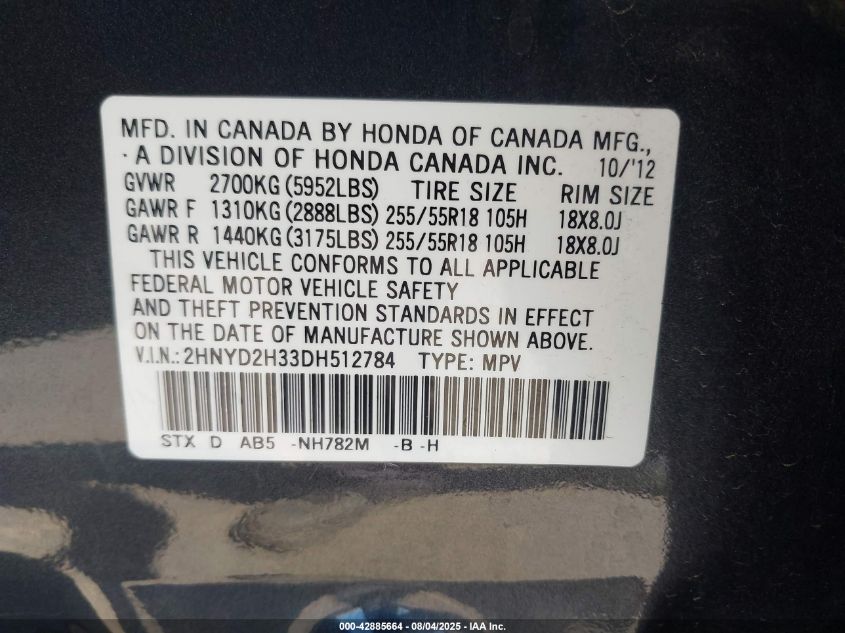 MFD. IN CANADA BY HONDA OF CANADA MFG.,
A DIVISION OF HONDA CANADA INC. 10/'12
GVWR 2700KG (5952LBS) TIRE SIZE RIM SIZE
GAWR F 1310KG (2888LBS) 255/55R18 105H 18X8.0J
GAWR R 1440KG (3175LBS) 255/55R18 105H 18X8.0J
THIS VEHICLE CONFORMS TO ALL APPLICABLE
FEDERAL MOTOR VEHICLE SAFETY
AND THEFT PREVENTION STANDARDS IN EFFECT
ON THE DATE OF MANUFACTURE SHOWN ABOVE.
V.I.N.: 2HNYD2H33DH512784 TYPE: MPV
STX D AB5 -NH782M -B -H
000-42885664 | 08/04/2025 | IAA Inc.